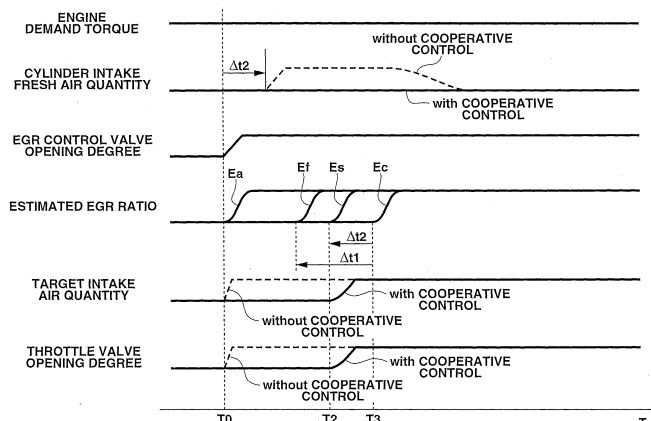 ENGINE
DEMAND TORQUE
without COOPERATIVE
CONTROL
Δt2
CYLINDER INTAKE
FRESH AIR QUANTITY
with COOPERATIVE
CONTROL
EGR CONTROL VALVE
OPENING DEGREE
Ea
Ef
Es
Ec
ESTIMATED EGR RATIO
Δt2
Δt1
TARGET INTAKE
AIR QUANTITY
with COOPERATIVE
CONTROL
without COOPERATIVE
CONTROL
THROTTLE VALVE
OPENING DEGREE
with COOPERATIVE
CONTROL
without COOPERATIVE
CONTROL
T0
T2
T3